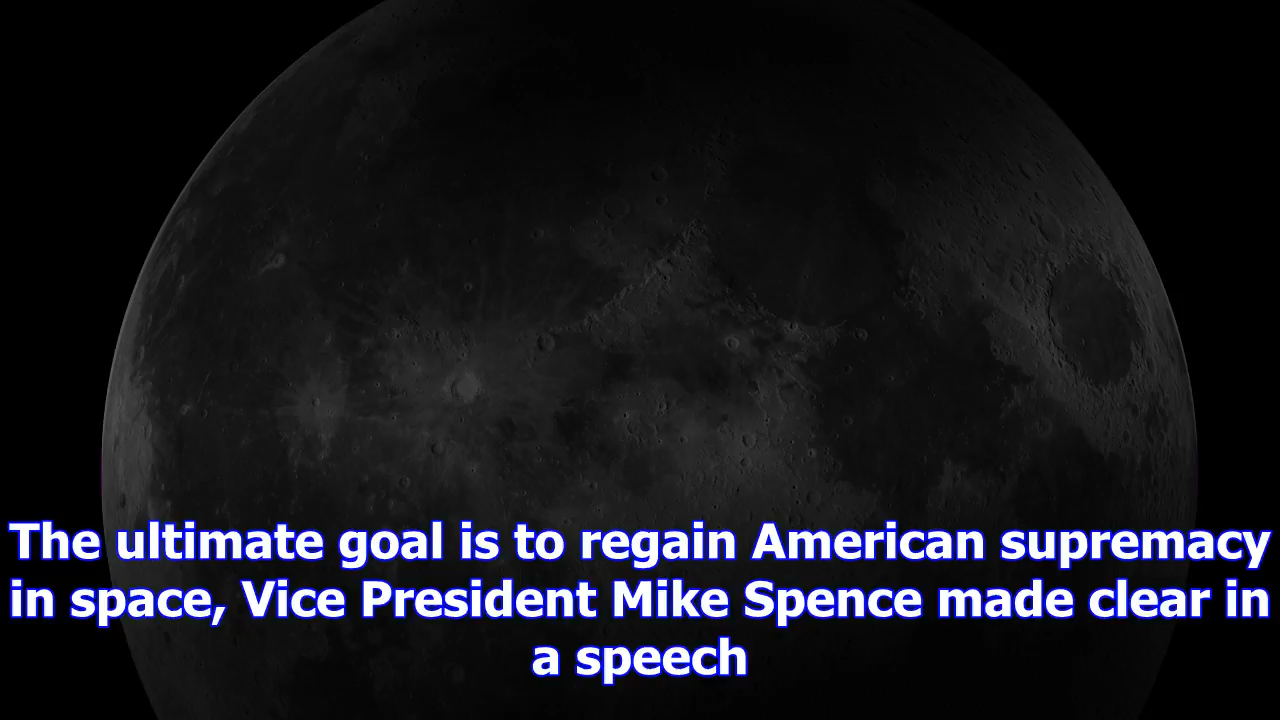 The ultimate goal is to regain American supremacy
in space, Vice President Mike Spence made clear in
a speech